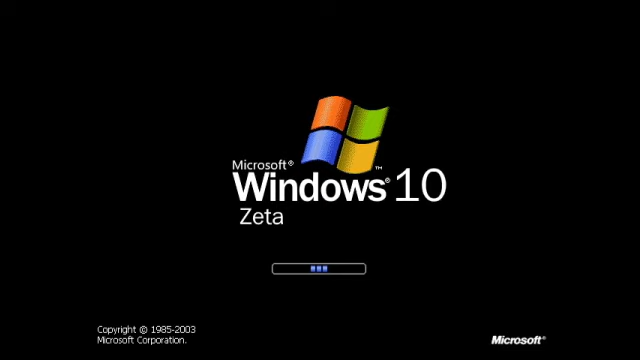 Microsoft®
Windows® 10
Zeta
Copyright © 1985-2003
Microsoft Corporation.
Microsoft®